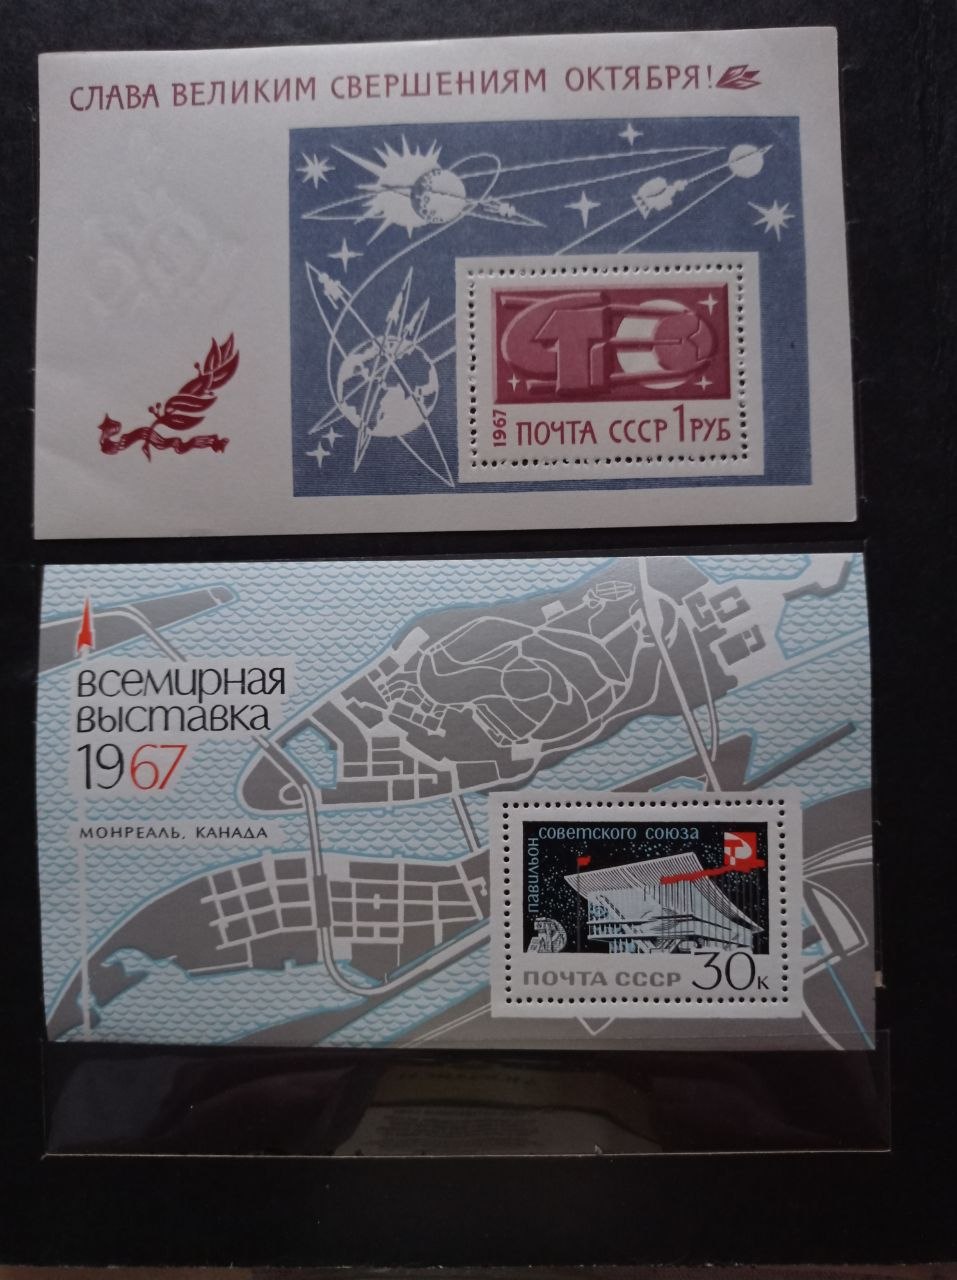 СЛАВА ВЕЛИКИМ СВЕРШЕНИЯМ ОКТЯБРЯ!
1967
ПОЧТА СССР 1 РУБ
ВСЕМИРНАЯ
ВЫСТАВКА
1967
МОНРЕАЛЬ, КАНАДА
ПАВИЛЬОН
СОВЕТСКОГО СОЮЗА
ПОЧТА СССР 30к